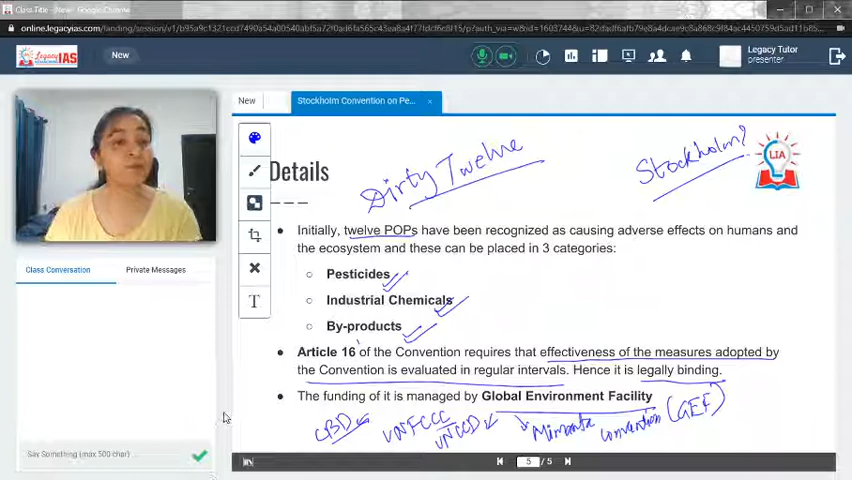 Class Title - New - Google Chrome
New
Legacy Tutor
presenter
New
Stockholm Convention on Pe...
Details
Dirty Twelve
Stockholm?
LIA
Initially, twelve POPs have been recognized as causing adverse effects on humans and
the ecosystem and these can be placed in 3 categories:
Pesticides
Industrial Chemicals
By-products
Article 16 of the Convention requires that effectiveness of the measures adopted by
the Convention is evaluated in regular intervals. Hence it is legally binding.
The funding of it is managed by Global Environment Facility
CBD UNFCCC UNCCD Mimanta convention (GEF)
Class Conversation
Private Messages
Say Something (max 500 char)
5 / 5
T
Legacy IAS